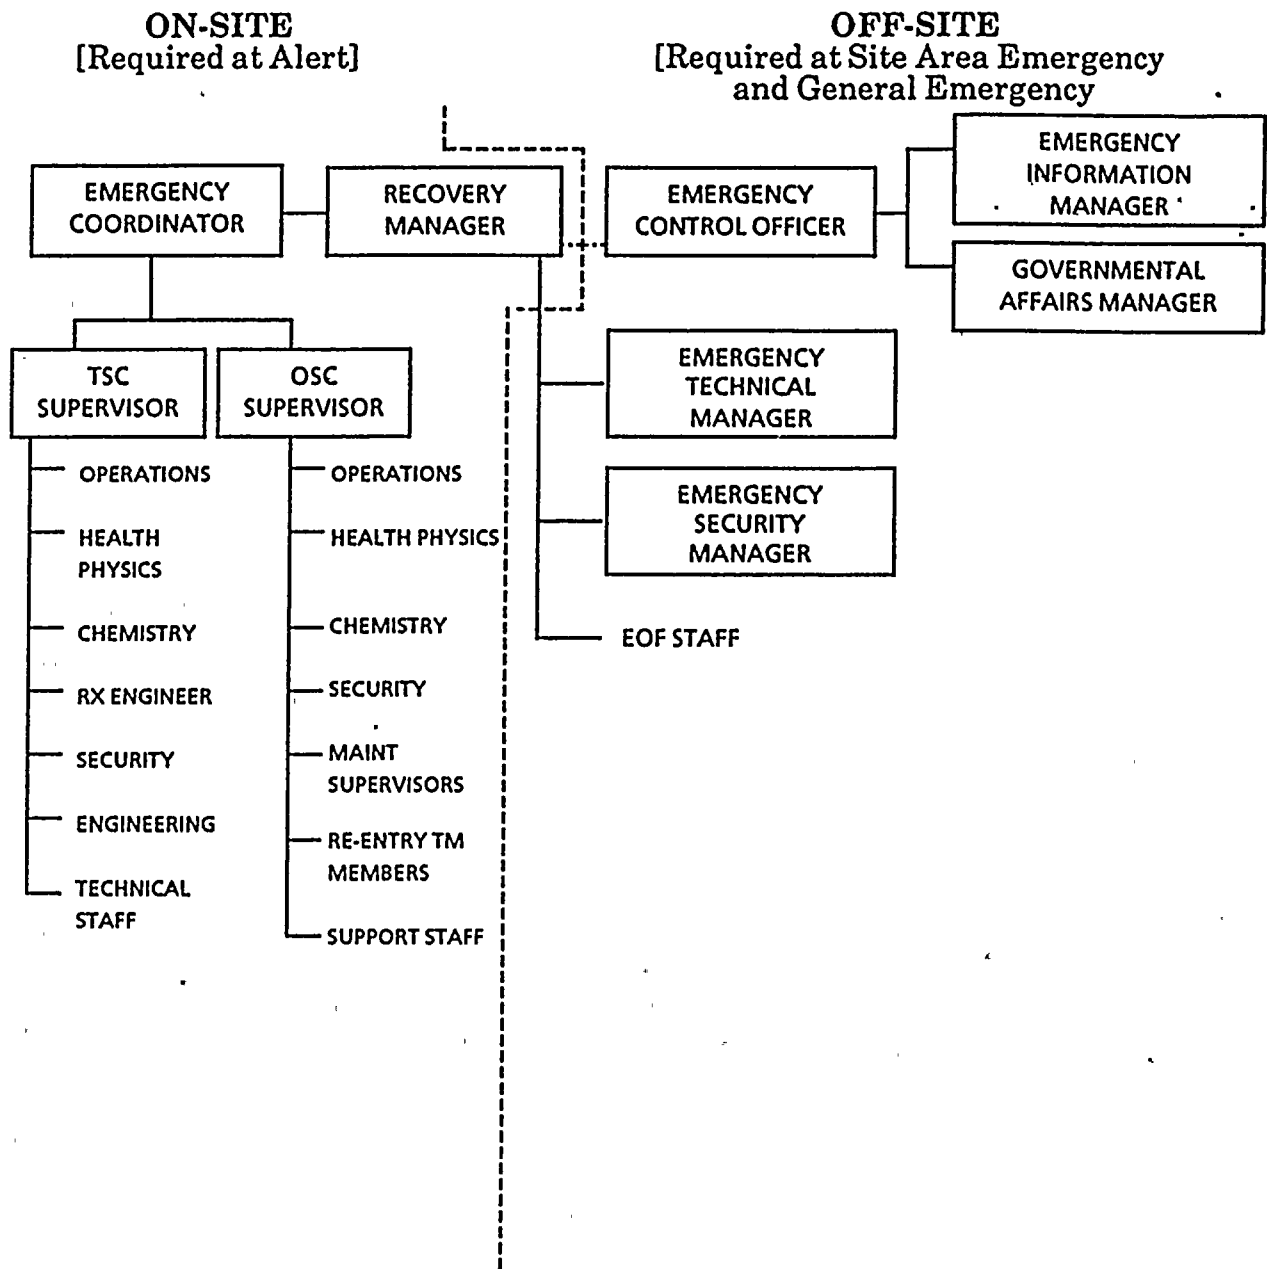 ON-SITE
[Required at Alert]
OFF-SITE
[Required at Site Area Emergency
and General Emergency
EMERGENCY
COORDINATOR
RECOVERY
MANAGER
EMERGENCY
CONTROL OFFICER
EMERGENCY
INFORMATION
MANAGER
GOVERNMENTAL
AFFAIRS MANAGER
TSC
SUPERVISOR
OSC
SUPERVISOR
EMERGENCY
TECHNICAL
MANAGER
EMERGENCY
SECURITY
MANAGER
EOF STAFF
OPERATIONS
HEALTH
PHYSICS
CHEMISTRY
RX ENGINEER
SECURITY
ENGINEERING
TECHNICAL
STAFF
OPERATIONS
HEALTH PHYSICS
CHEMISTRY
SECURITY
MAINT
SUPERVISORS
RE-ENTRY TM
MEMBERS
SUPPORT STAFF